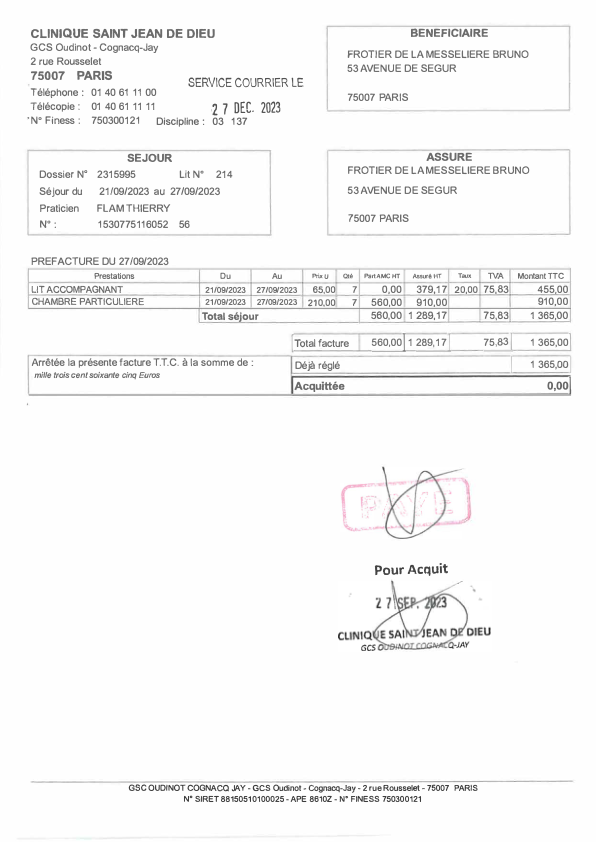 CLINIQUE SAINT JEAN DE DIEU
GCS Oudinot - Cognacq-Jay
2 rue Rousselet
75007 PARIS
Téléphone : 01 40 61 11 00
Télécopie : 01 40 61 11 11
N° Finess : 750300121 Discipline : 03 137
SERVICE COURRIER LE
27 DEC. 2023
BENEFICIAIRE
FROTIER DE LA MESSELIERE BRUNO
53 AVENUE DE SEGUR
75007 PARIS
SEJOUR
Dossier N° 2315995 Lit N° 214
Séjour du 21/09/2023 au 27/09/2023
Praticien FLAM THIERRY
N° : 1530775116052 56
ASSURE
FROTIER DE LA MESSELIERE BRUNO
53 AVENUE DE SEGUR
75007 PARIS
PREFACTURE DU 27/09/2023
Prestations Du Au Prix U Qté Part AMC HT Assuré HT Taux TVA Montant TTC
LIT ACCOMPAGNANT 21/09/2023 27/09/2023 65,00 7 0,00 379,17 20,00 75,83 455,00
CHAMBRE PARTICULIERE 21/09/2023 27/09/2023 210,00 7 560,00 910,00 910,00
Total séjour 560,00 1 289,17 75,83 1 365,00
Total facture 560,00 1 289,17 75,83 1 365,00
Arrêtée la présente facture T.T.C. à la somme de :
mille trois cent soixante cinq Euros
Déjà réglé 1 365,00
Acquittée 0,00
PAYE
Pour Acquit
27 SEP. 2023
CLINIQUE SAINT JEAN DE DIEU
GCS OUDINOT COGNACQ-JAY
GSC OUDINOT COGNACQ JAY - GCS Oudinot - Cognacq-Jay - 2 rue Rousselet - 75007 PARIS
N° SIRET 88150510100025 - APE 8610Z - N° FINESS 750300121